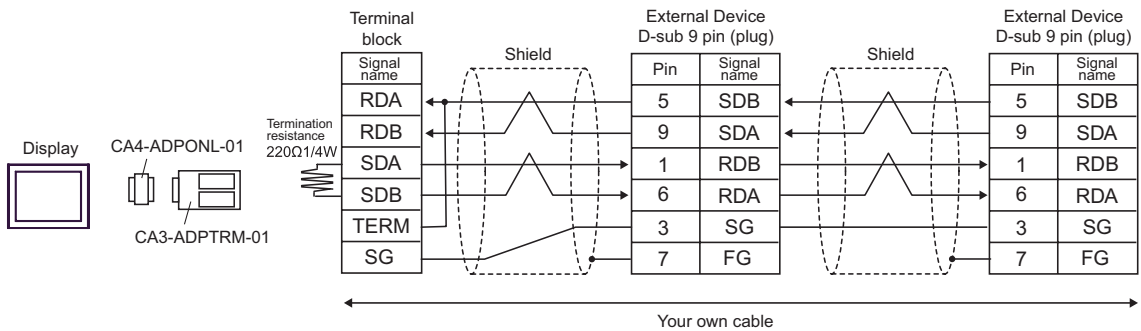 Display
CA4-ADPONL-01
CA3-ADPTRM-01
Termination
resistance
220Ω1/4W
Terminal
block
Signal
name
RDA
RDB
SDA
SDB
TERM
SG
Shield
External Device
D-sub 9 pin (plug)
Pin Signal
name
5 SDB
9 SDA
1 RDB
6 RDA
3 SG
7 FG
Shield
External Device
D-sub 9 pin (plug)
Pin Signal
name
5 SDB
9 SDA
1 RDB
6 RDA
3 SG
7 FG
Your own cable